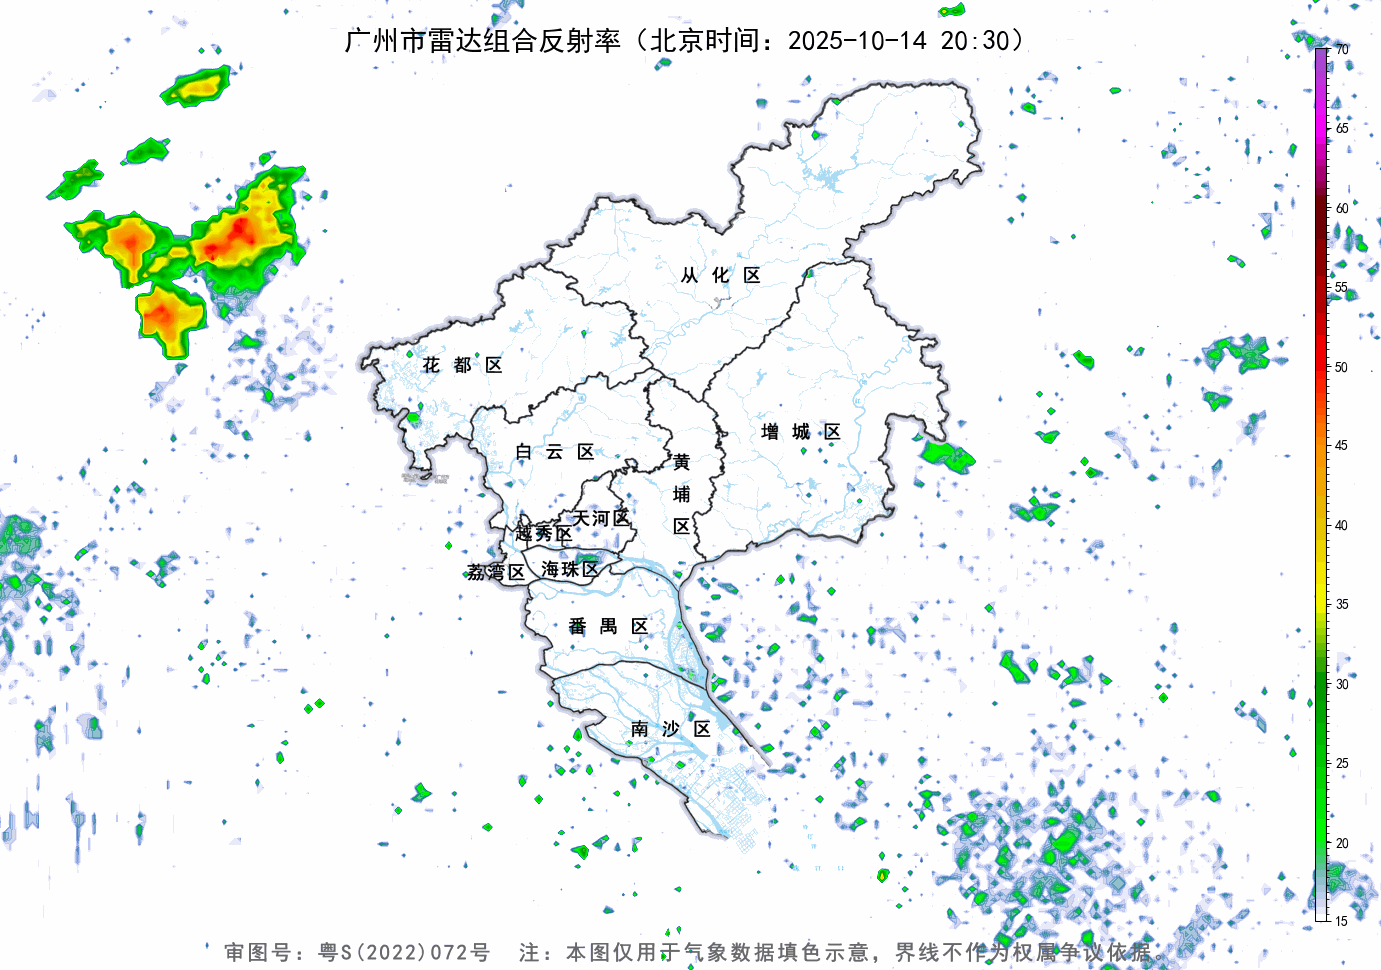 广州市雷达组合反射率（北京时间：2025-10-14 20:30）
70
65
60
55
50
45
40
35
30
25
20
15
从化区
花都区
增城区
白云区
黄埔区
天河区
越秀区
荔湾区
海珠区
番禺区
南沙区
审图号：粤S(2022)072号 注：本图仅用于气象数据填色示意，界线不作为权属争议依据。